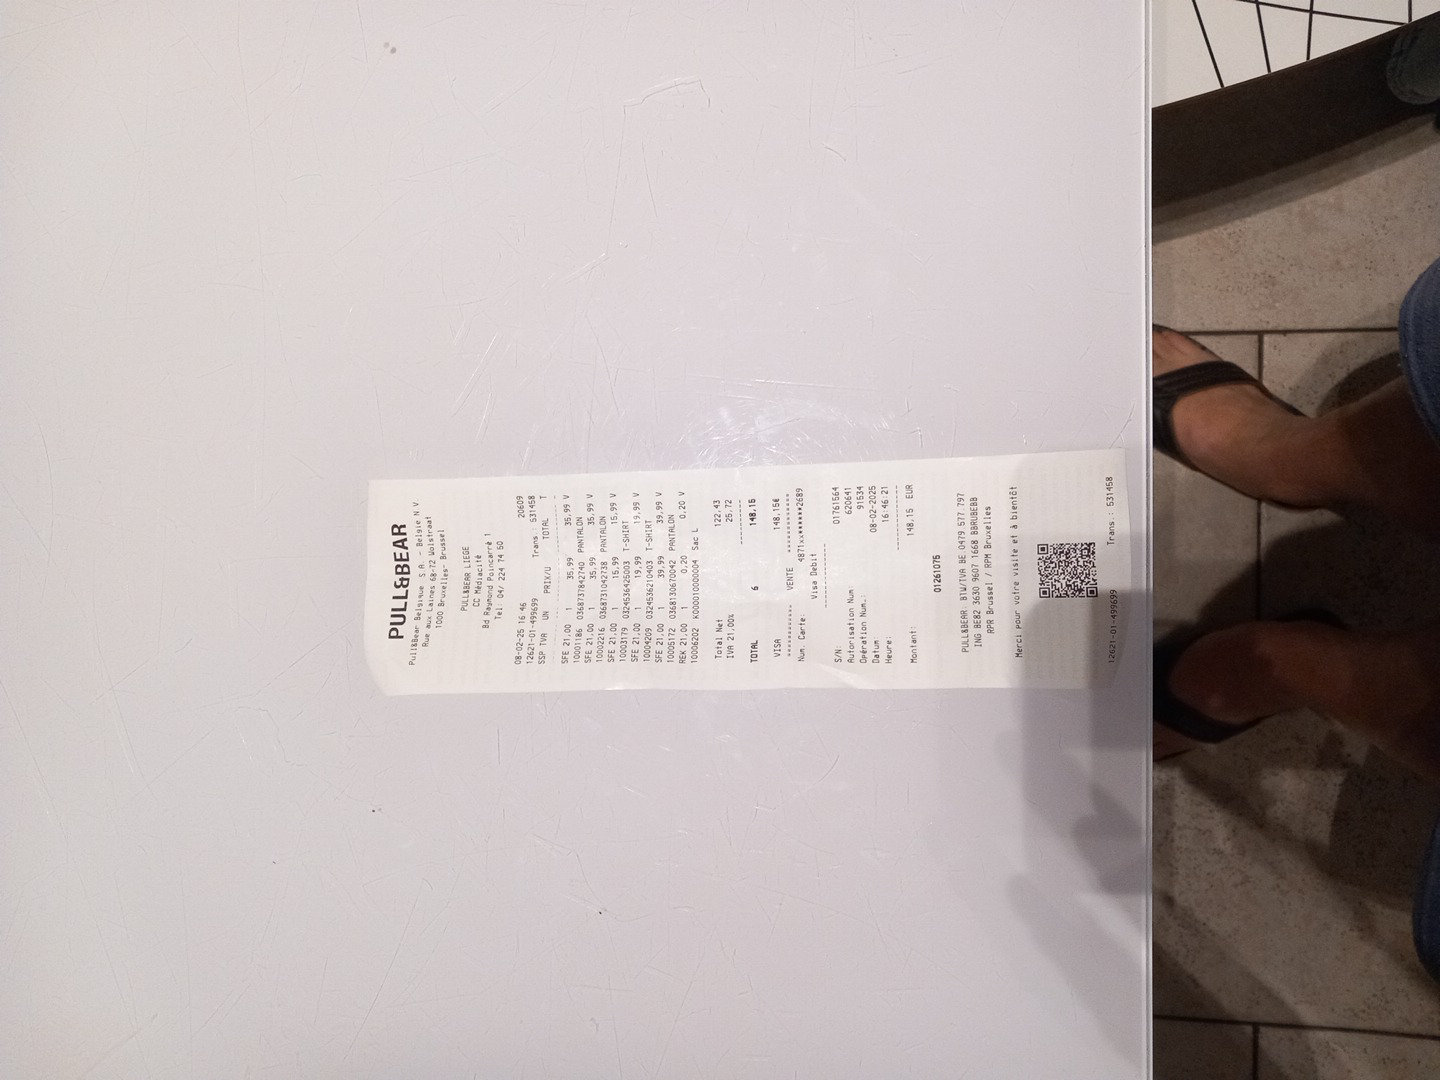 PULL&BEAR
Pull&Bear Belgique S.A. - Belgie N.V.
Rue aux Laines 68-72 Wolstraat
1000 Bruxelles- Brussel
PULL&BEAR LIEGE
CC Médiacité
Bd Raymond Poincarré 1
Tel: 04/ 224 74 50
08-02-25 16:46 20609
12621-01-499699 Trans 531458
SSP IVA UN PRIX/U TOTAL T
SFE 21,00 1 35,99 35,99 V
10001186 03687378427​40 PANTALON
SFE 21,00 1 35,99 35,99 V
10002216 0368731042738 PANTALON
SFE 21,00 1 15,99 15,99 V
10003179 0324536425003 T-SHIRT
SFE 21,00 1 19,99 19,99 V
10004209 0324536210403 T-SHIRT
SFE 21,00 1 39,99 39,99 V
10005172 0368130670042 PANTALON
REK 21,00 1 0,20 0,20 V
10006202 K000010000004 Sac L
Total Net 122,43
IVA 21.00% 25,72
TOTAL 6 148,15
VISA 148,15€
************ VENTE ************
Num. Carte: 4871xx******2689
Visa Debit
S/N: 01761564
Autorisation Num: 620641
Opération Num.: 91534
Datum: 08-02-2025
Heure: 16:46:21
Montant: 148,15 EUR
01261075
PULL&BEAR BTW/TVA BE 0479 577 797
ING BE82 3630 9607 1668 BBRUBEBB
RPR Brussel / RPM Bruxelles
Merci pour votre visite et à bientôt
12621-01-499699 Trans.: 531458